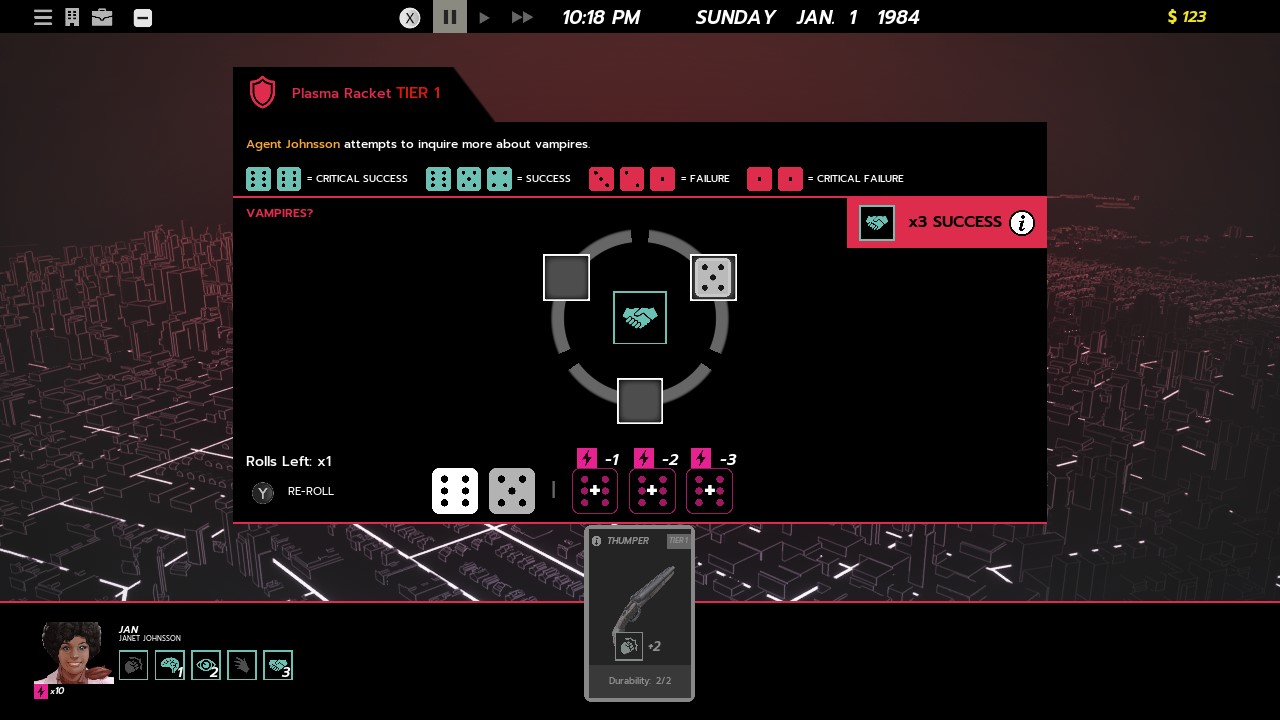 X
10:18 PM
SUNDAY JAN. 1 1984
$ 123
Plasma Racket TIER 1
Agent Johnsson attempts to inquire more about vampires.
= CRITICAL SUCCESS
= SUCCESS
= FAILURE
= CRITICAL FAILURE
VAMPIRES?
x3 SUCCESS i
Rolls Left: x1
-1
-2
-3
Y RE-ROLL
i THUMPER TIER 1
+2
Durability: 2/2
JAN
JANET JOHNSSON
1
2
3
x10